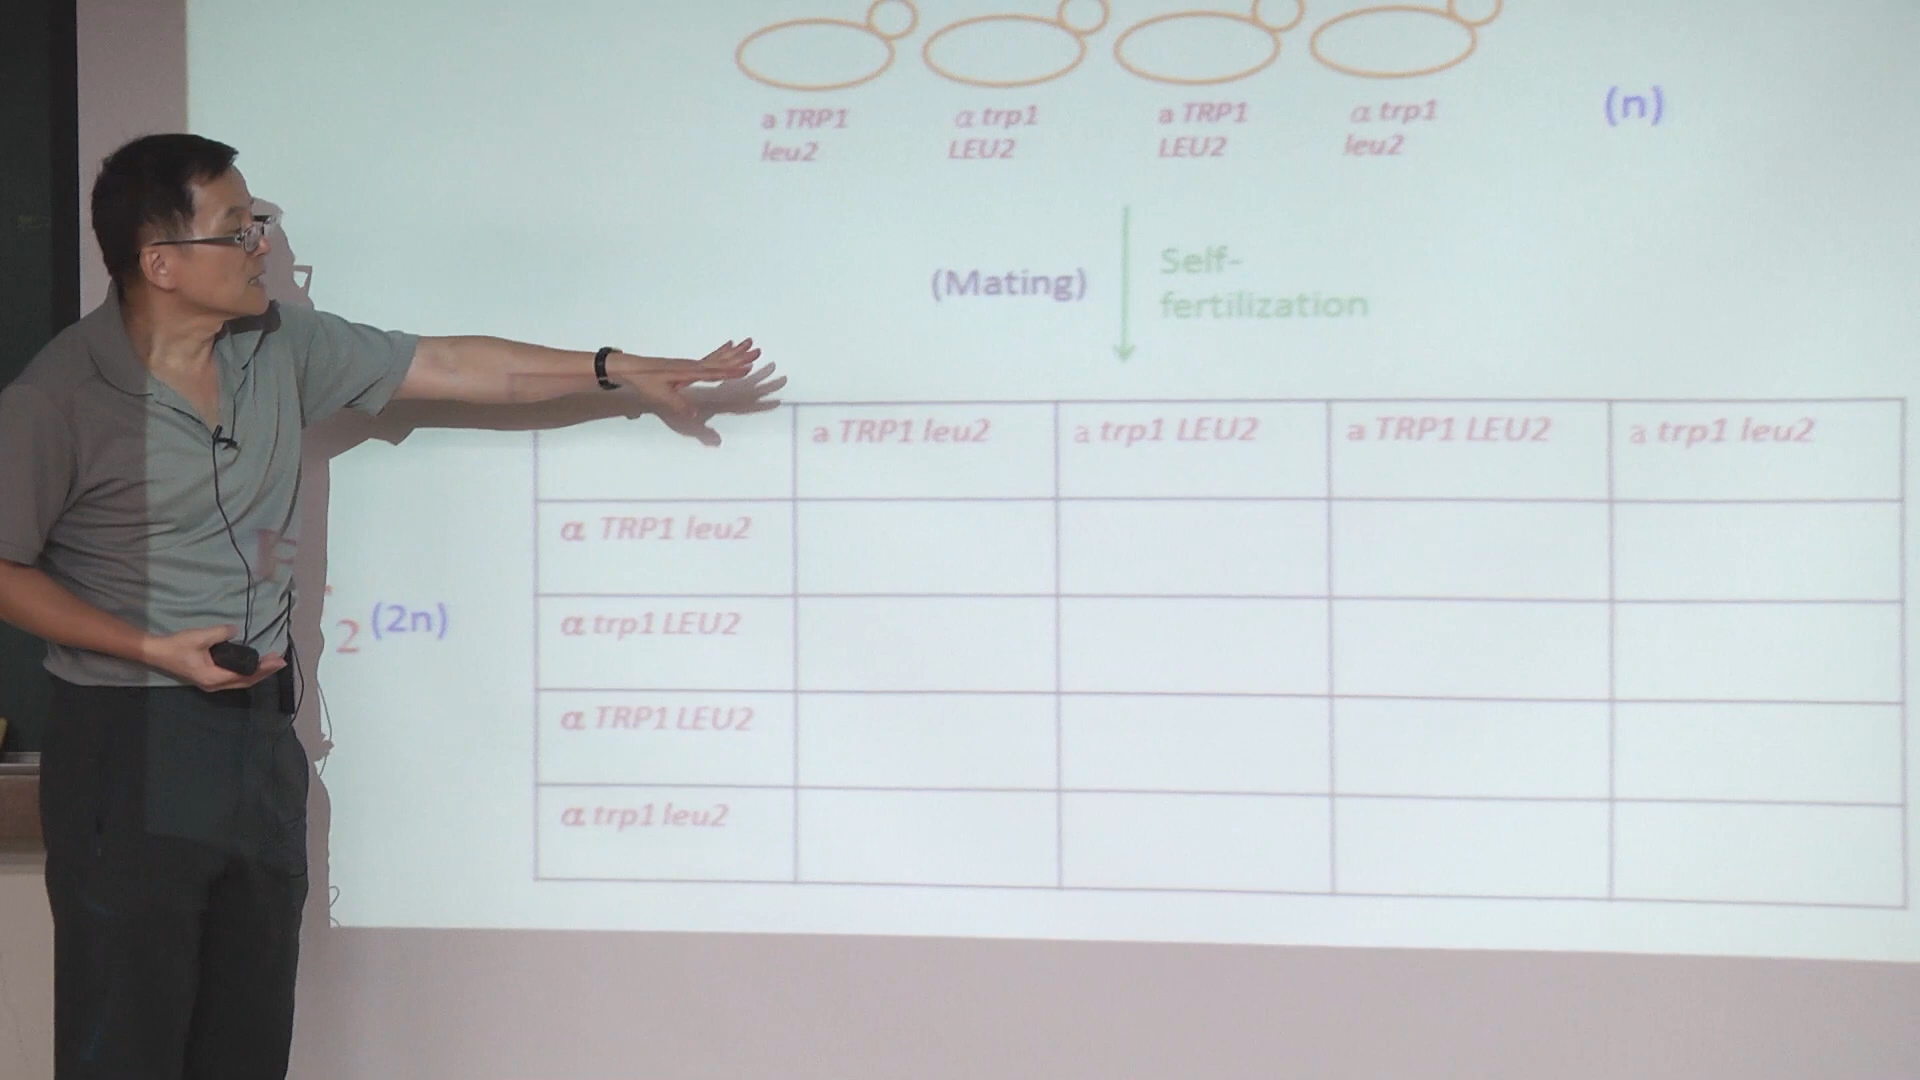 a TRP1
leu2
α trp1
LEU2
a TRP1
LEU2
α trp1
leu2
(n)
(Mating)
Self-
fertilization
a TRP1 leu2
a trp1 LEU2
a TRP1 LEU2
a trp1 leu2
α TRP1 leu2
α trp1 LEU2
α TRP1 LEU2
α trp1 leu2
F
2 (2n)